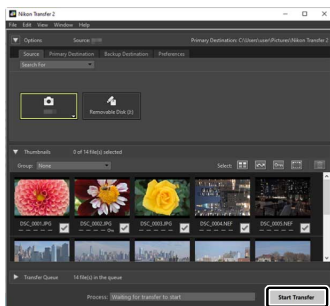 Nikon Transfer 2
File Edit View Window Help
Options Source: Primary Destination: C:\Users\user\Pictures\Nikon Transfer 2
Source Primary Destination Backup Destination Preferences
Search For
Removable Disk (I:)
Thumbnails 0 of 14 file(s) selected
Group: None Select:
DSC_0001.JPG DSC_0002.JPG DSC_0003.JPG DSC_0004.NEF DSC_0005.NEF
Transfer Queue 14 file(s) in the queue
Process: Waiting for transfer to start Start Transfer